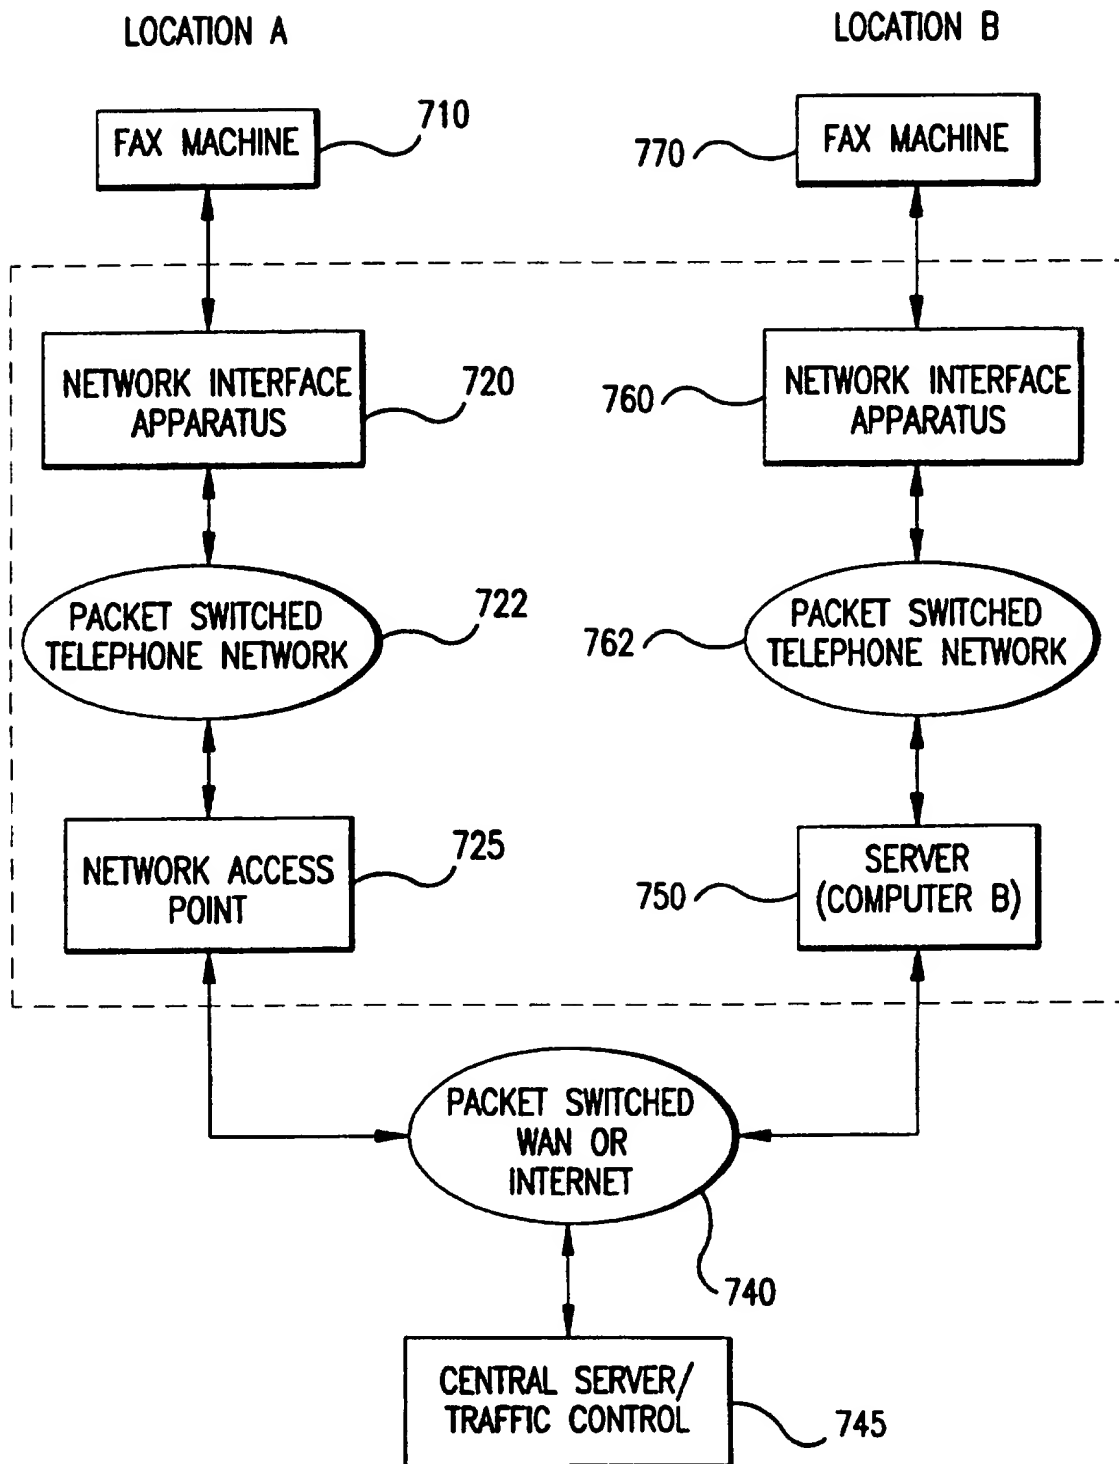 LOCATION A
LOCATION B
FAX MACHINE
710
770
FAX MACHINE
NETWORK INTERFACE
APPARATUS
720
760
NETWORK INTERFACE
APPARATUS
PACKET SWITCHED
TELEPHONE NETWORK
722
762
PACKET SWITCHED
TELEPHONE NETWORK
NETWORK ACCESS
POINT
725
750
SERVER
(COMPUTER B)
PACKET SWITCHED
WAN OR
INTERNET
740
CENTRAL SERVER/
TRAFFIC CONTROL
745